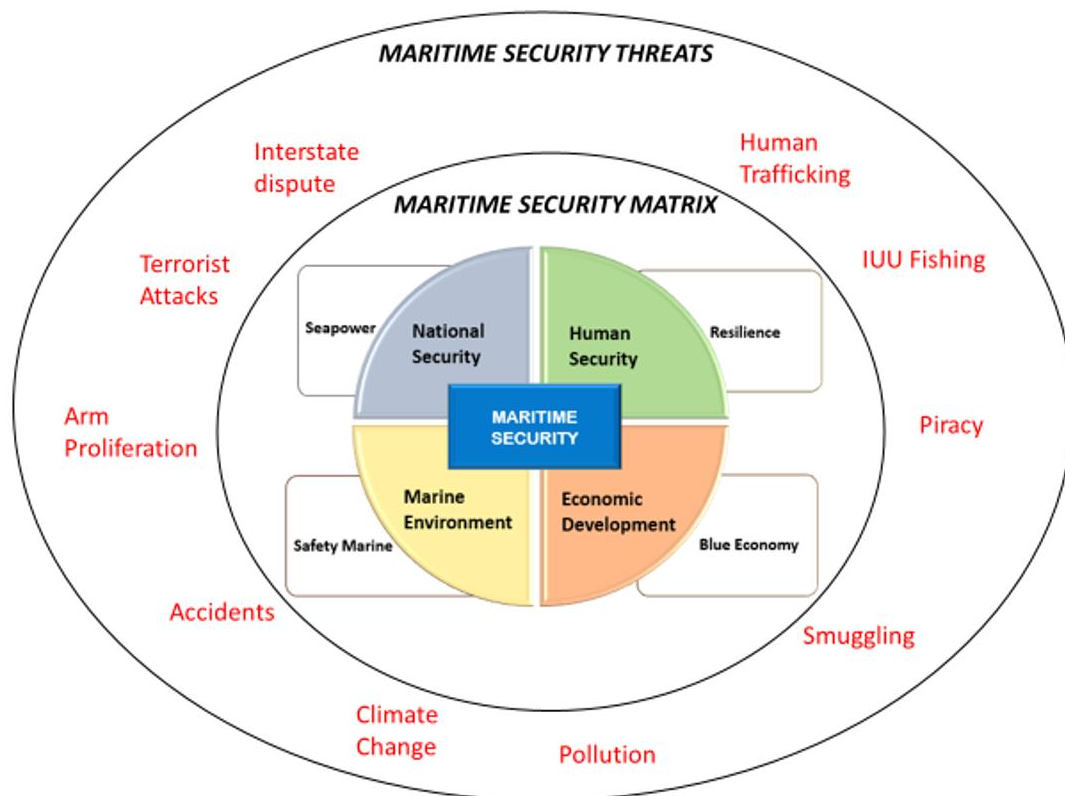 MARITIME SECURITY THREATS
Interstate
dispute
Human
Trafficking
MARITIME SECURITY MATRIX
Terrorist
Attacks
IUU Fishing
Seapower
National
Security
Human
Security
Resilience
Arm
Proliferation
MARITIME
SECURITY
Piracy
Marine
Environment
Economic
Development
Safety Marine
Blue Economy
Accidents
Smuggling
Climate
Change
Pollution